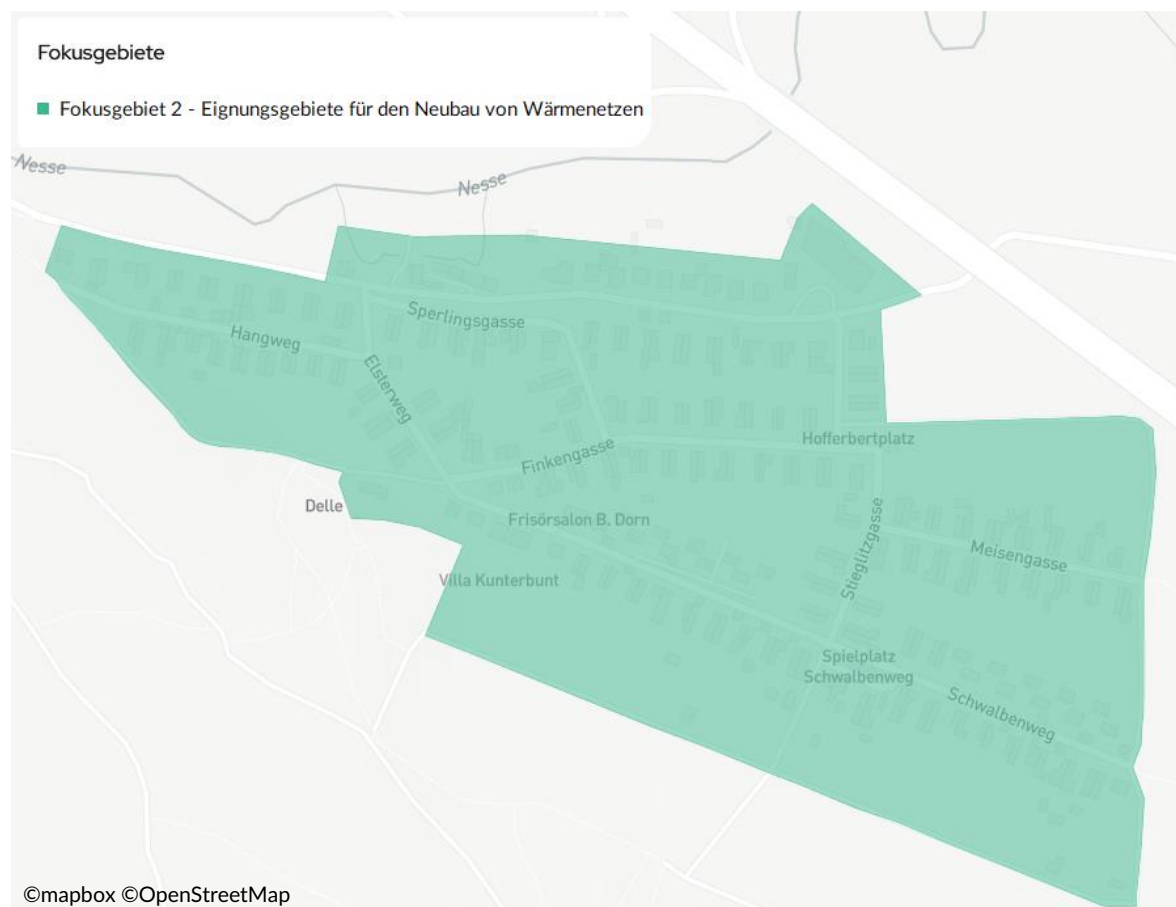 Fokusgebiete
Fokusgebiet 2 - Eignungsgebiete für den Neubau von Wärmenetzen
Nesse
Nesse
Sperlingsgasse
Hangweg
Elsterweg
Hofferbertplatz
Finkengasse
Delle
Frisörsalon B. Dorn
Stieglitzgasse
Meisengasse
Villa Kunterbunt
Spielplatz
Schwalbenweg
Schwalbenweg
©mapbox ©OpenStreetMap